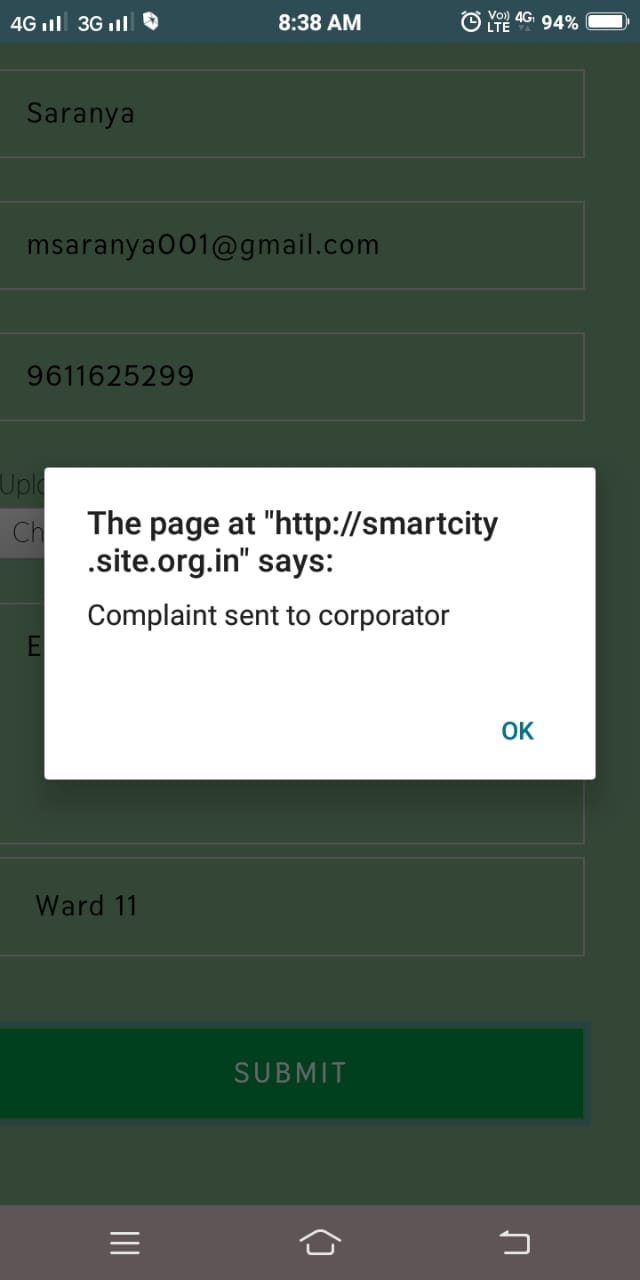 4G 3G 8:38 AM Vo) LTE 4G 94%
Saranya
msaranya001@gmail.com
9611625299
Uplo
Ch
The page at "http://smartcity
.site.org.in" says:
Complaint sent to corporator
E
OK
Ward 11
SUBMIT